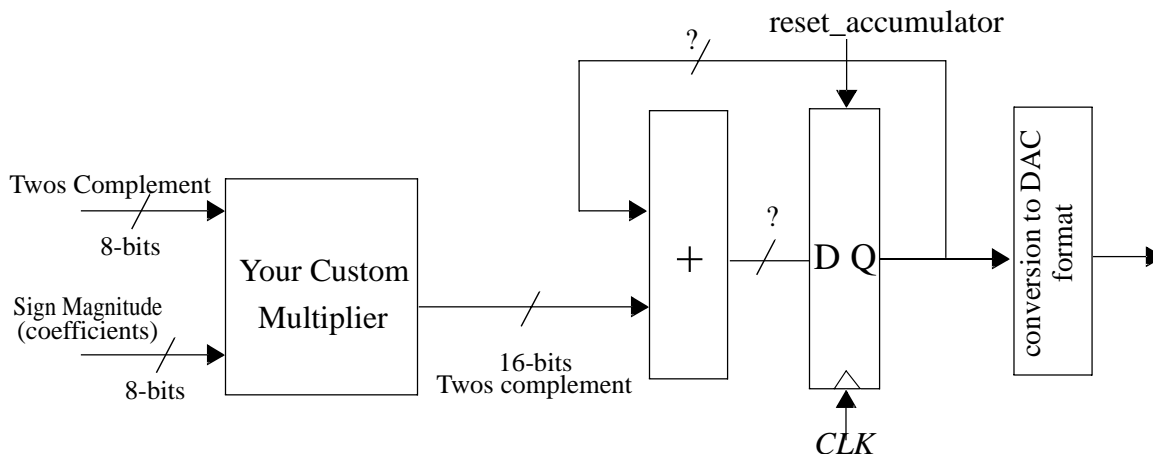 reset_accumulator
?
Twos Complement
8-bits
Sign Magnitude
(coefficients)
8-bits
Your Custom
Multiplier
16-bits
Twos complement
+
?
D Q
CLK
conversion to DAC
format